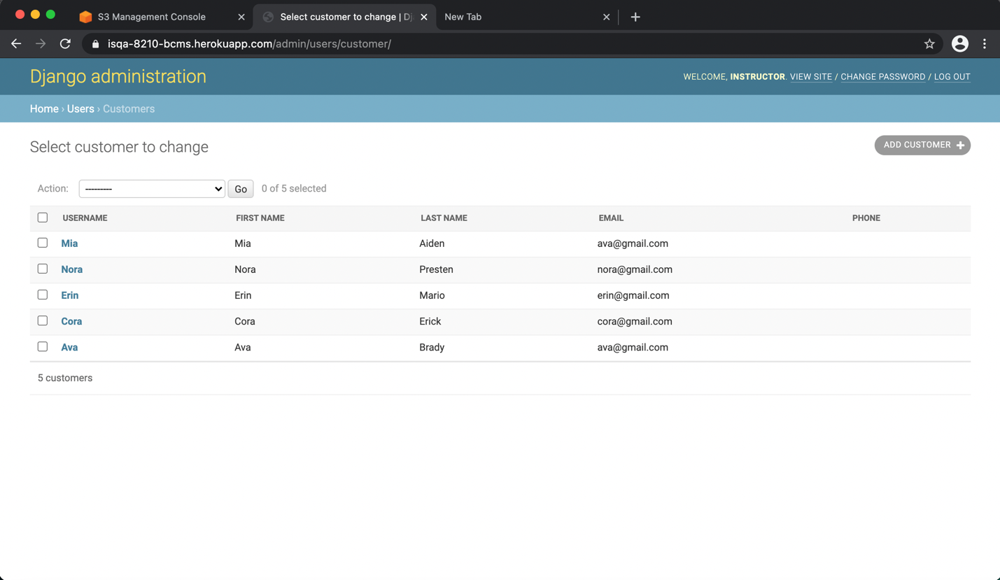 S3 Management Console
Select customer to change | Dj
New Tab
isqa-8210-bcms.herokuapp.com/admin/users/customer/
Django administration
WELCOME, INSTRUCTOR. VIEW SITE / CHANGE PASSWORD / LOG OUT
Home › Users › Customers
Select customer to change
ADD CUSTOMER +
Action: --------- Go 0 of 5 selected
USERNAME FIRST NAME LAST NAME EMAIL PHONE
Mia Mia Aiden ava@gmail.com
Nora Nora Presten nora@gmail.com
Erin Erin Mario erin@gmail.com
Cora Cora Erick cora@gmail.com
Ava Ava Brady ava@gmail.com
5 customers